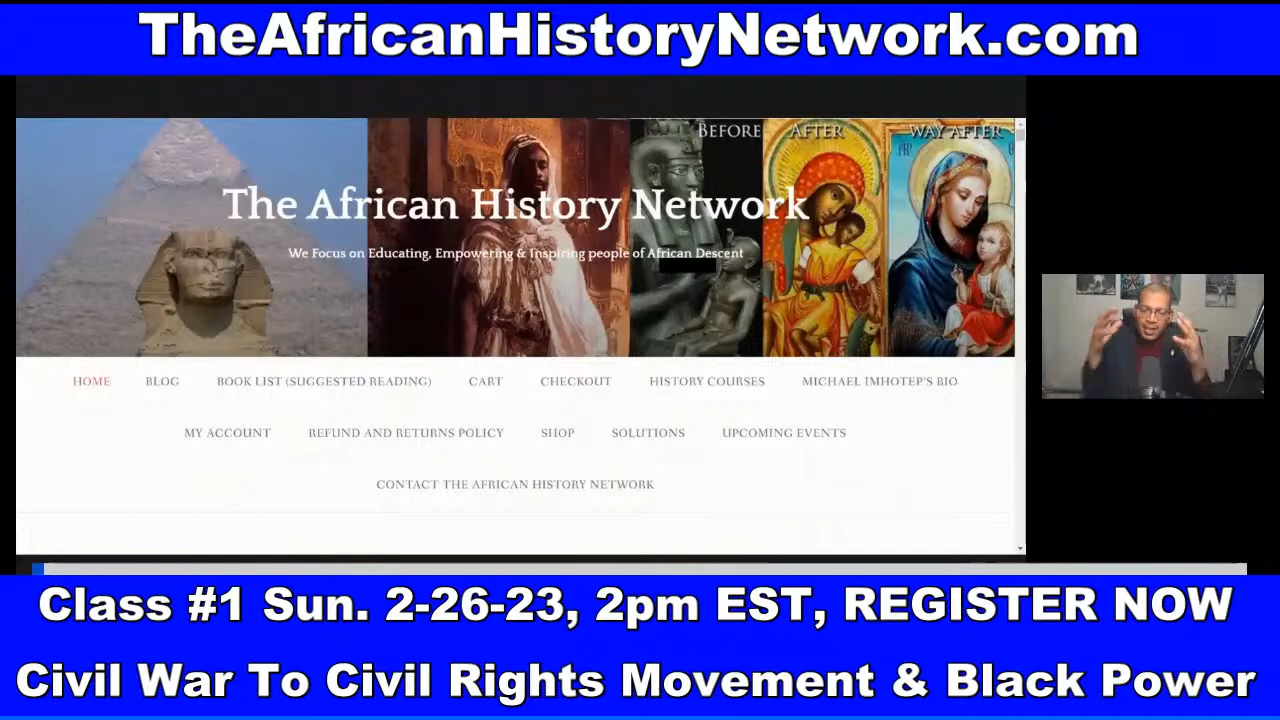 TheAfricanHistoryNetwork.com
BEFORE AFTER WAY AFTER
The African History Network
We Focus on Educating, Empowering & Inspiring people of African Descent
HOME BLOG BOOK LIST (SUGGESTED READING) CART CHECKOUT HISTORY COURSES MICHAEL IMHOTEP'S BIO
MY ACCOUNT REFUND AND RETURNS POLICY SHOP SOLUTIONS UPCOMING EVENTS
CONTACT THE AFRICAN HISTORY NETWORK
Class #1 Sun. 2-26-23, 2pm EST, REGISTER NOW
Civil War To Civil Rights Movement & Black Power